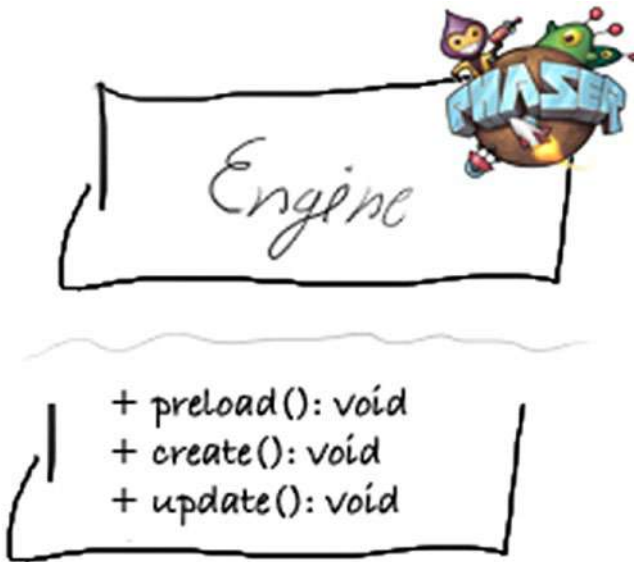 PHASER
Engine
+ preload(): void
+ create(): void
+ update(): void